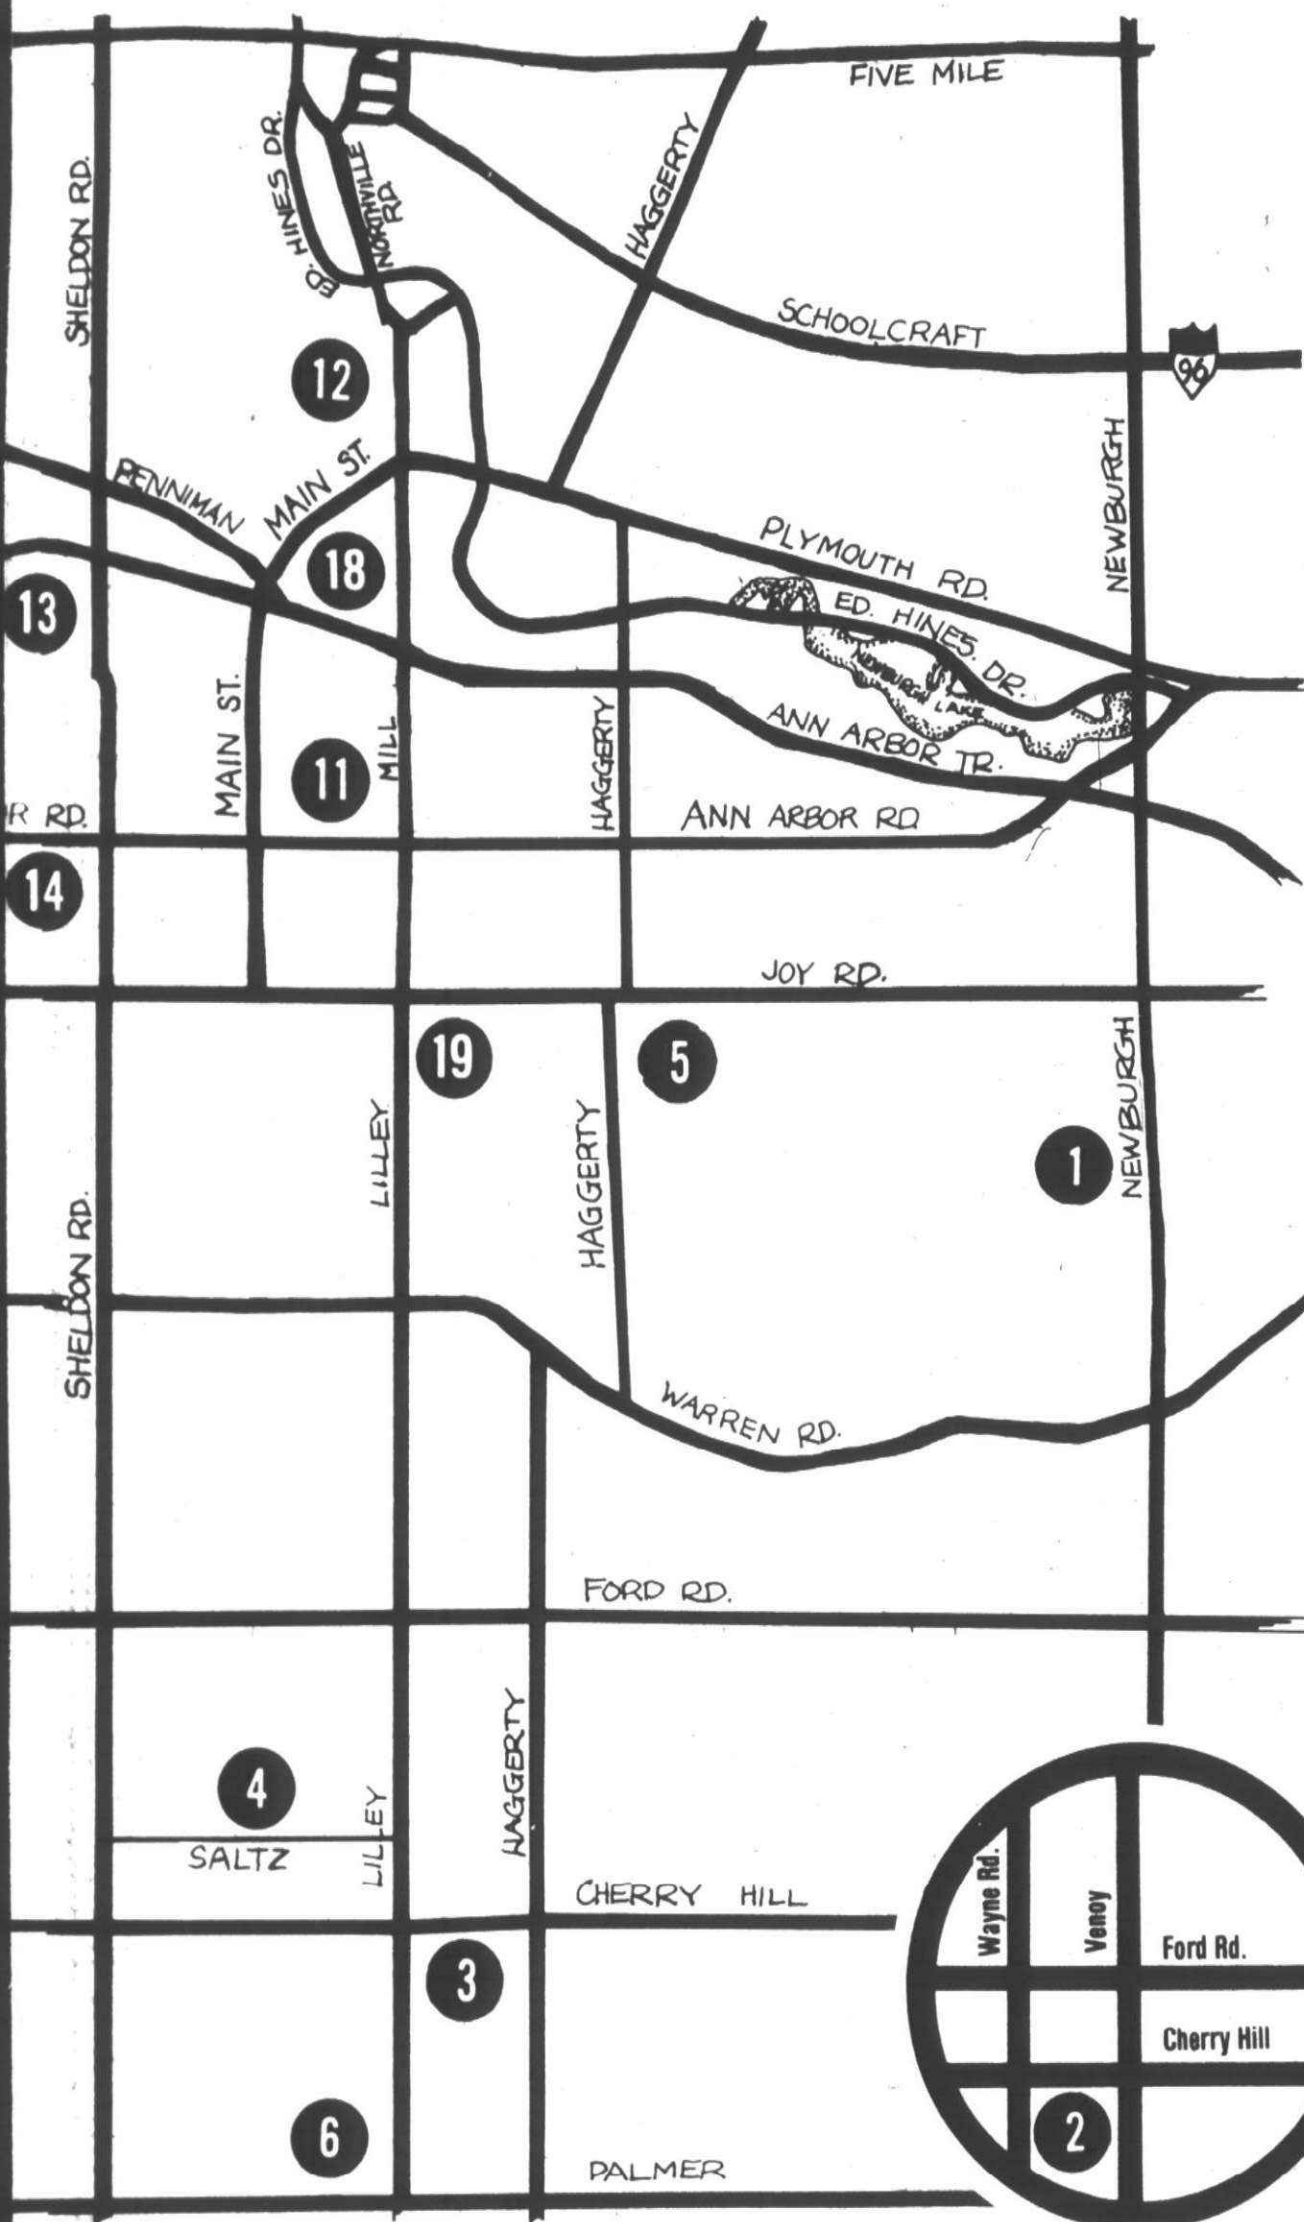 FIVE MILE
SHELDON RD.
ED. HINES DR.
NORTHVILLE
RD.
HAGGERTY
SCHOOLCRAFT
96
12
NEWBURGH
PENNIMAN
MAIN ST.
18
PLYMOUTH RD.
13
ED. HINES. DR.
NEWBURGH
LAKE
MAIN ST.
11
MILL
HAGGERTY
ANN ARBOR TR.
R RD.
ANN ARBOR RD
14
JOY RD.
19
5
LILLEY
HAGGERTY
NEWBURGH
1
SHELDON RD.
WARREN RD.
FORD RD.
4
SALTZ
LILLEY
HAGGERTY
CHERRY HILL
3
6
PALMER
Wayne Rd.
Venoy
Ford Rd.
Cherry Hill
2